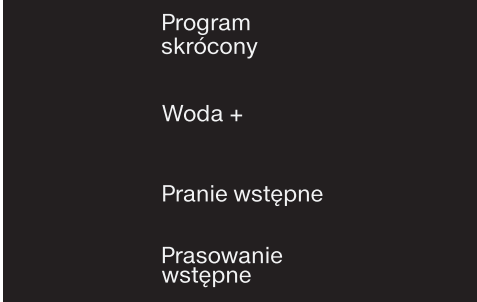 Program
skrócony
Woda +
Pranie wstępne
Prasowanie
wstępne